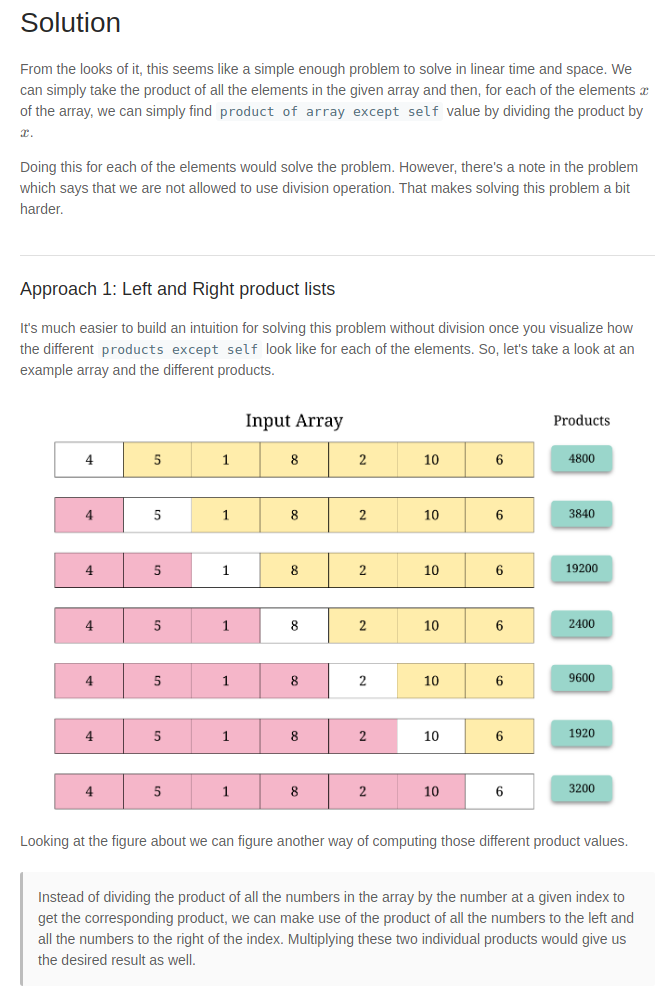 Solution
From the looks of it, this seems like a simple enough problem to solve in linear time and space. We
can simply take the product of all the elements in the given array and then, for each of the elements x
of the array, we can simply find product of array except self value by dividing the product by
x.
Doing this for each of the elements would solve the problem. However, there's a note in the problem
which says that we are not allowed to use division operation. That makes solving this problem a bit
harder.
Approach 1: Left and Right product lists
It's much easier to build an intuition for solving this problem without division once you visualize how
the different products except self look like for each of the elements. So, let's take a look at an
example array and the different products.
Input Array Products
4 5 1 8 2 10 6 4800
4 5 1 8 2 10 6 3840
4 5 1 8 2 10 6 19200
4 5 1 8 2 10 6 2400
4 5 1 8 2 10 6 9600
4 5 1 8 2 10 6 1920
4 5 1 8 2 10 6 3200
Looking at the figure about we can figure another way of computing those different product values.
Instead of dividing the product of all the numbers in the array by the number at a given index to
get the corresponding product, we can make use of the product of all the numbers to the left and
all the numbers to the right of the index. Multiplying these two individual products would give us
the desired result as well.